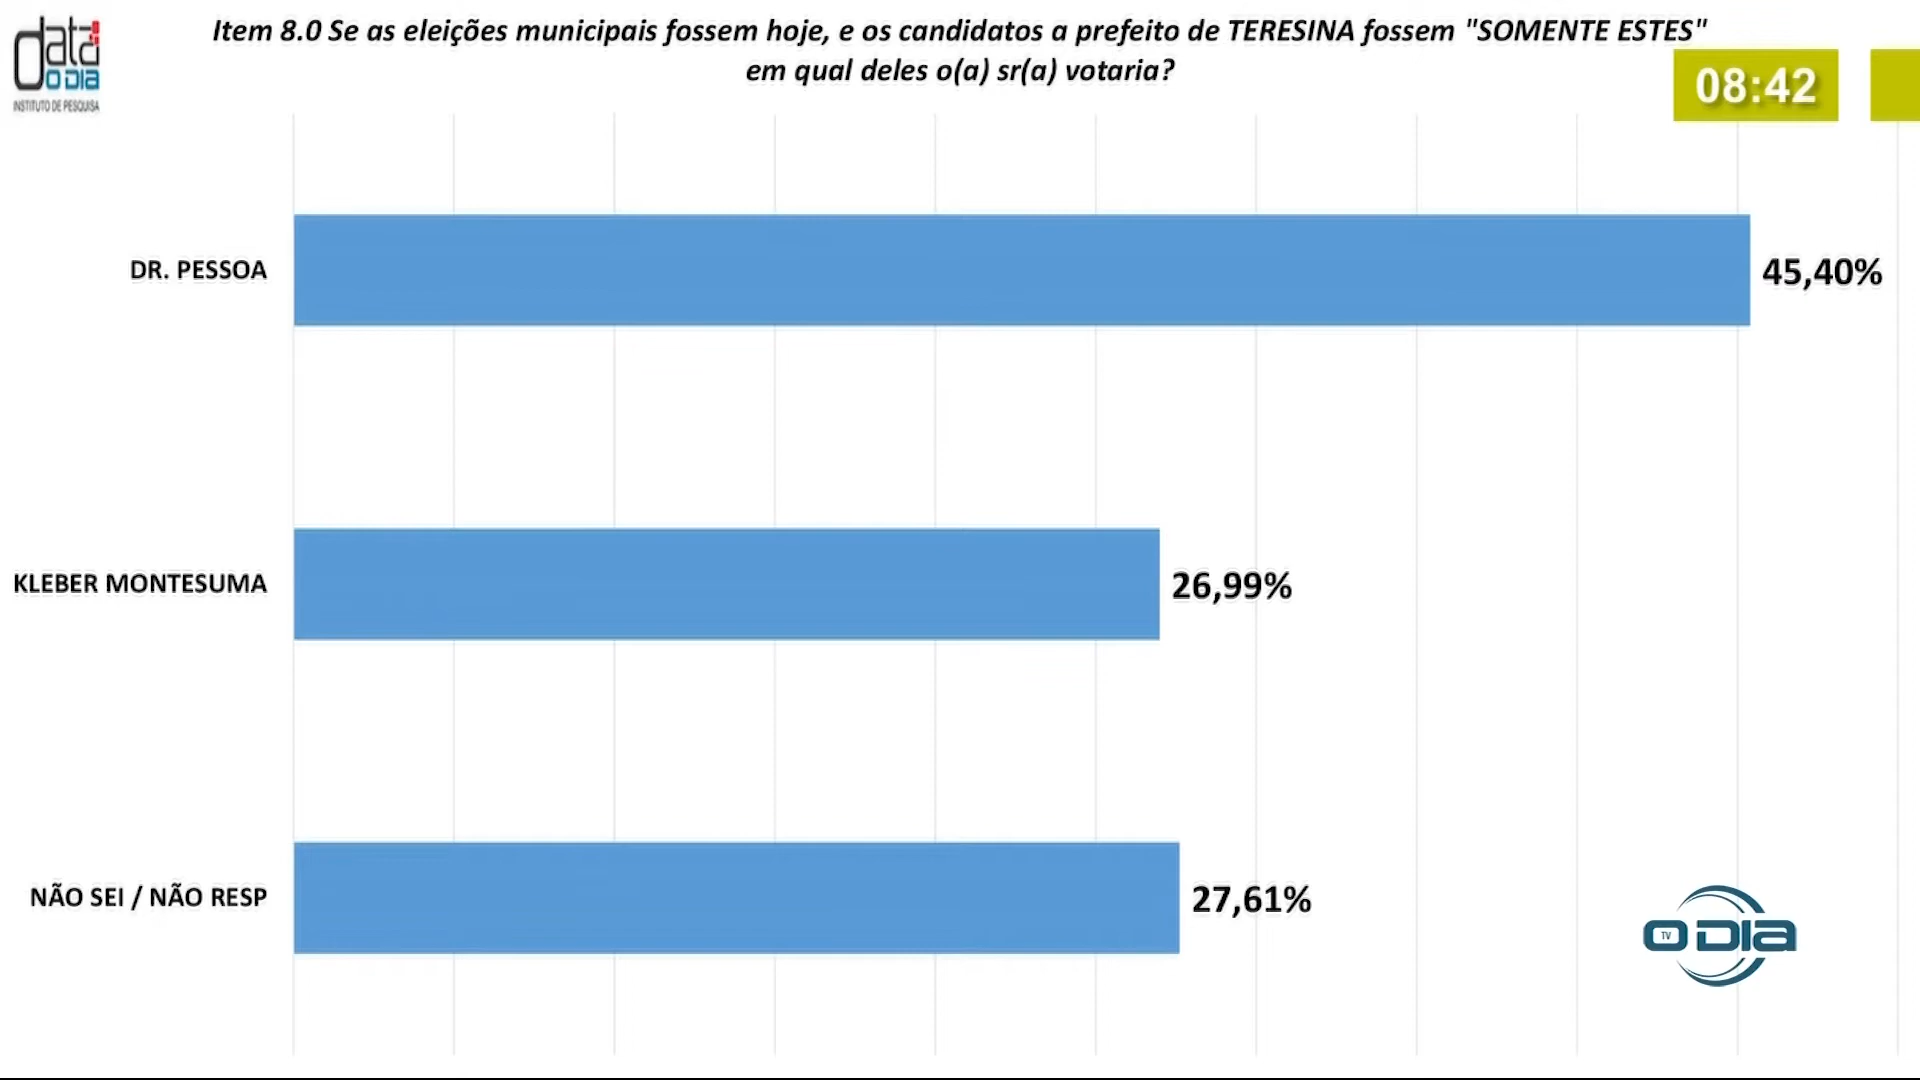 Item 8.0 Se as eleições municipais fossem hoje, e os candidatos a prefeito de TERESINA fossem "SOMENTE ESTES"
em qual deles o(a) sr(a) votaria?
data
O DIA
INSTITUTO DE PESQUISA
08:42
DR. PESSOA
45,40%
KLEBER MONTESUMA
26,99%
NÃO SEI / NÃO RESP
27,61%
O DIA
TV